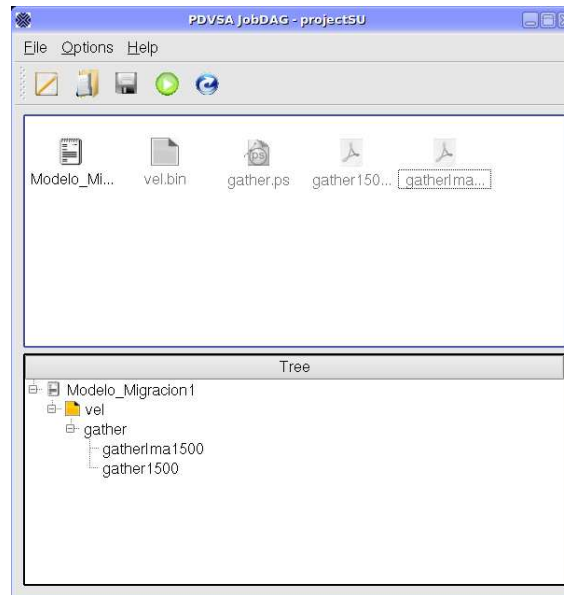 PDVSA JobDAG - projectSU
File Options Help
Modelo_Mi... vel.bin gather.ps gather150... gatherIma...
Tree
Modelo_Migracion1
vel
gather
gatherIma1500
gather1500